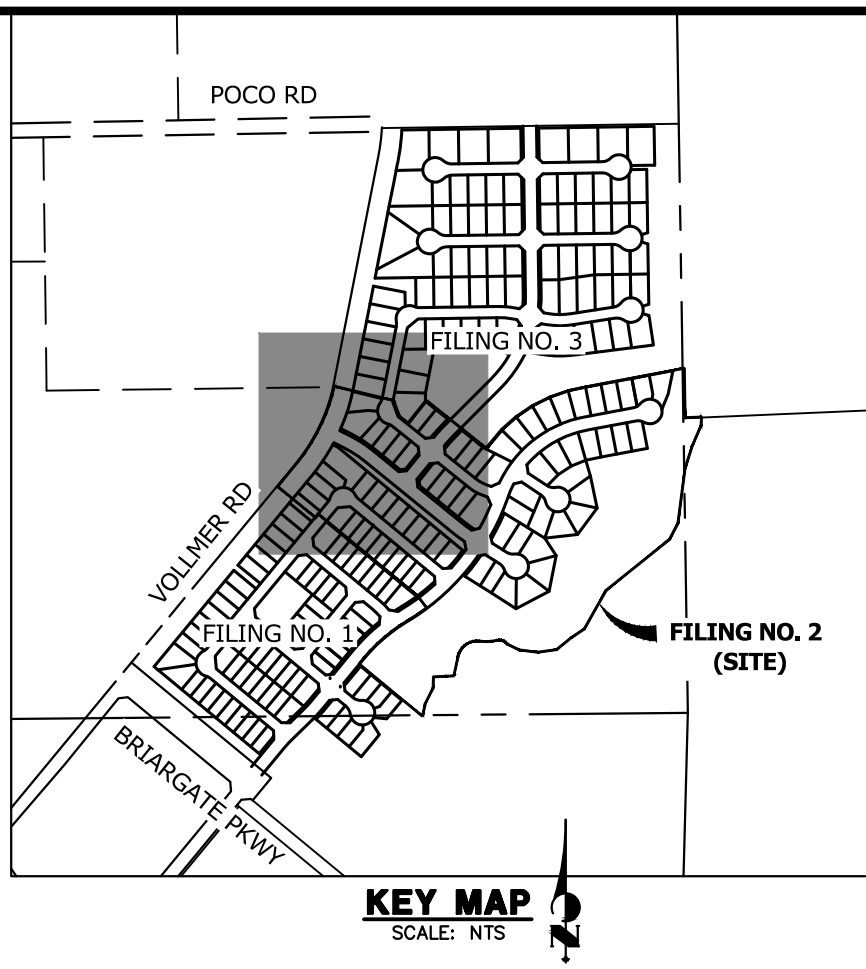 POCO RD
FILING NO. 3
VOLLMER RD
FILING NO. 1
FILING NO. 2
(SITE)
BRIARGATE PKWY
KEY MAP
SCALE: NTS
N